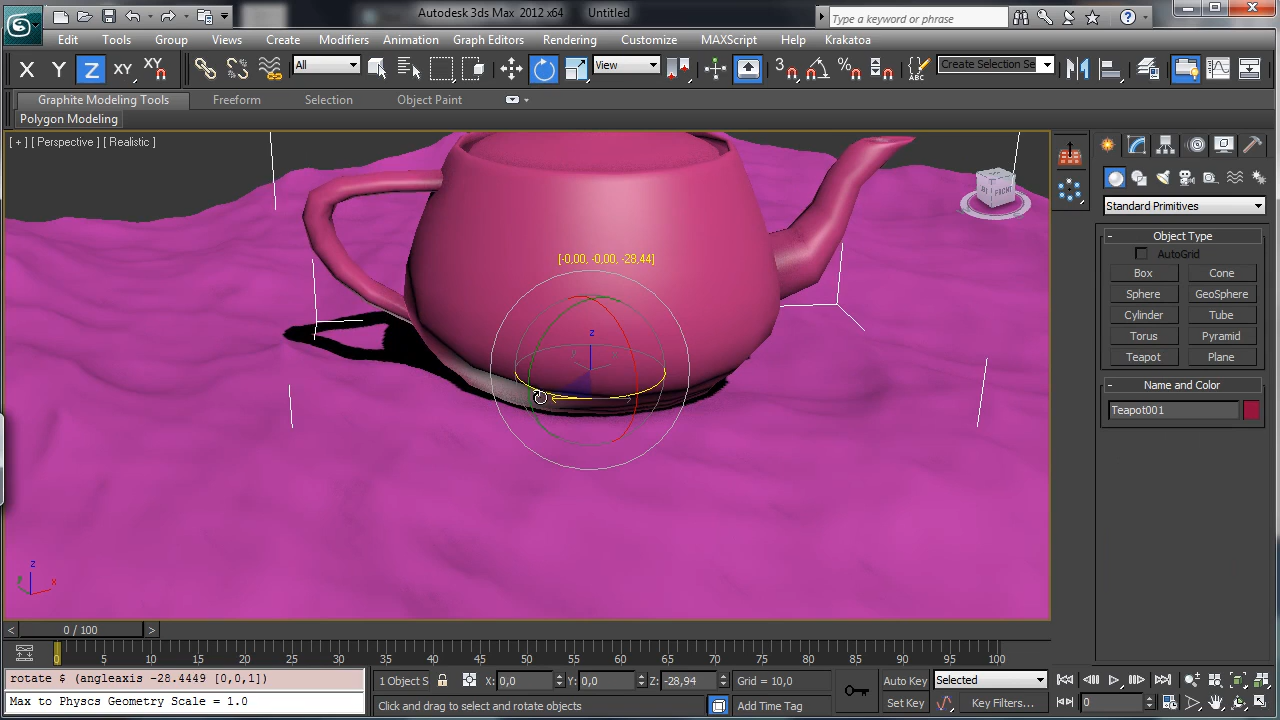 Autodesk 3ds Max 2012 x64 Untitled
Type a keyword or phrase
Edit Tools Group Views Create Modifiers Animation Graph Editors Rendering Customize MAXScript Help Krakatoa
X Y Z XY XY All View 3 % ABC Create Selection Se
Graphite Modeling Tools Freeform Selection Object Paint
Polygon Modeling
[ + ] [ Perspective ] [ Realistic ]
FRONT
Standard Primitives
- Object Type
AutoGrid
Box Cone
Sphere GeoSphere
Cylinder Tube
Torus Pyramid
Teapot Plane
- Name and Color
Teapot001
[-0,00, -0,00, -28,44]
z
y x
z
x
< 0 / 100 >
0 5 10 15 20 25 30 35 40 45 50 55 60 65 70 75 80 85 90 95 100
rotate $ (angleaxis -28.4449 [0,0,1])
1 Object S X: 0,0 Y: 0,0 Z: -28,94 Grid = 10,0 Auto Key Selected
Max to Physcs Geometry Scale = 1.0
Click and drag to select and rotate objects Add Time Tag Set Key Key Filters... 0